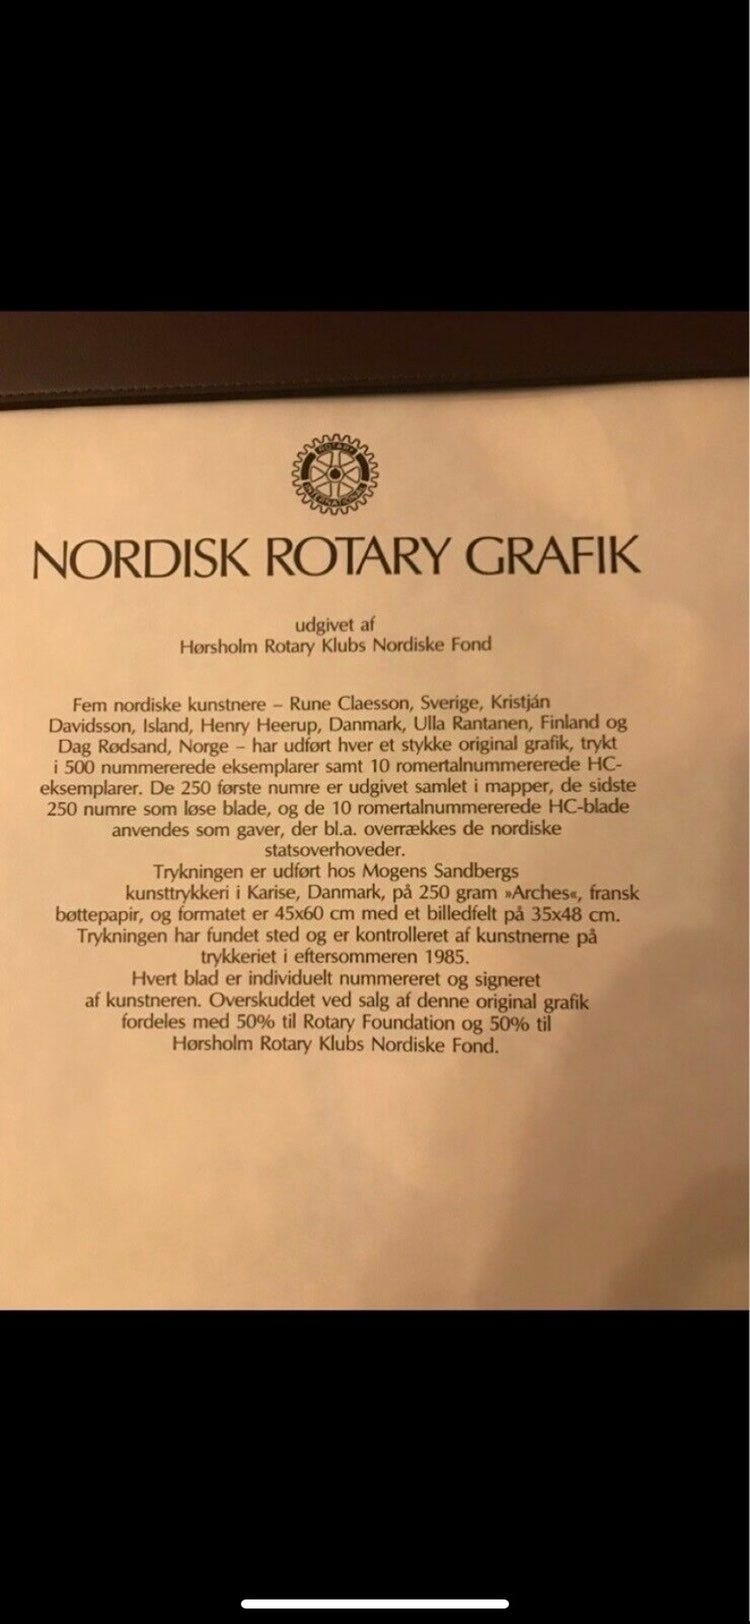 ROTARY
INTERNATIONAL
NORDISK ROTARY GRAFIK
udgivet af
Hørsholm Rotary Klubs Nordiske Fond
Fem nordiske kunstnere – Rune Claesson, Sverige, Kristján
Davidsson, Island, Henry Heerup, Danmark, Ulla Rantanen, Finland og
Dag Rødsand, Norge – har udført hver et stykke original grafik, trykt
i 500 nummererede eksemplarer samt 10 romertalnummererede HC-
eksemplarer. De 250 første numre er udgivet samlet i mapper, de sidste
250 numre som løse blade, og de 10 romertalnummererede HC-blade
anvendes som gaver, der bl.a. overrækkes de nordiske
statsoverhoveder.
Trykningen er udført hos Mogens Sandbergs
kunsttrykkeri i Karise, Danmark, på 250 gram »Arches«, fransk
bøttepapir, og formatet er 45x60 cm med et billedfelt på 35x48 cm.
Trykningen har fundet sted og er kontrolleret af kunstnerne på
trykkeriet i eftersommeren 1985.
Hvert blad er individuelt nummereret og signeret
af kunstneren. Overskuddet ved salg af denne original grafik
fordeles med 50% til Rotary Foundation og 50% til
Hørsholm Rotary Klubs Nordiske Fond.